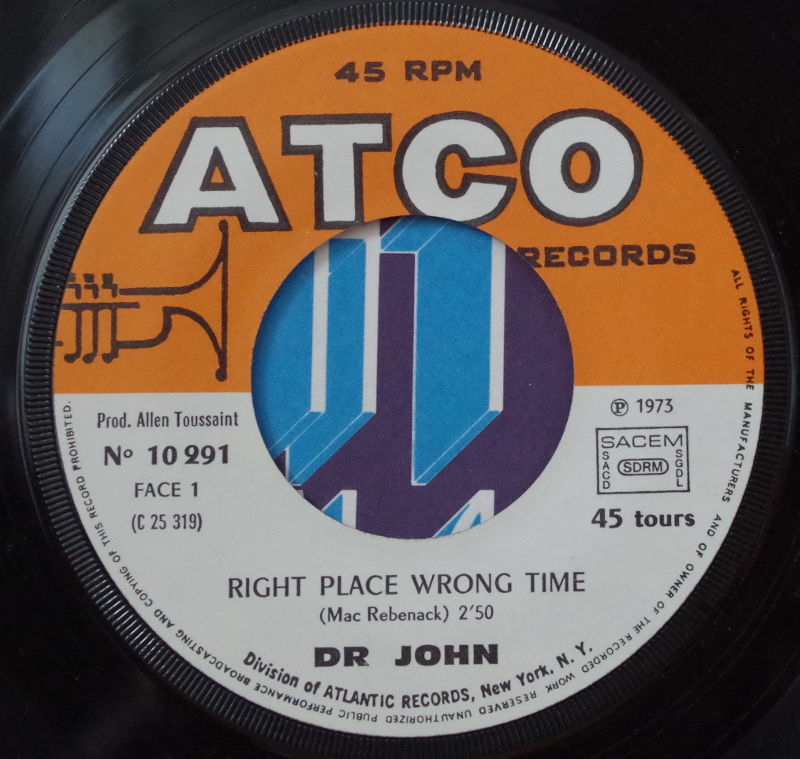 45 RPM
ATCO
RECORDS
Prod. Allen Toussaint
℗ 1973
Nº 10 291
SACEM
SACD
SDRM
SGDL
FACE 1
(C 25 319)
45 tours
RIGHT PLACE WRONG TIME
(Mac Rebenack) 2'50
DR JOHN
Division of ATLANTIC RECORDS, New York, N. Y.
ALL RIGHTS OF THE MANUFACTURERS AND OF OWNER OF THE RECORDED WORK RESERVED UNAUTHORIZED PUBLIC PERFORMANCE BROADCASTING AND COPYING OF THIS RECORD PROHIBITED.